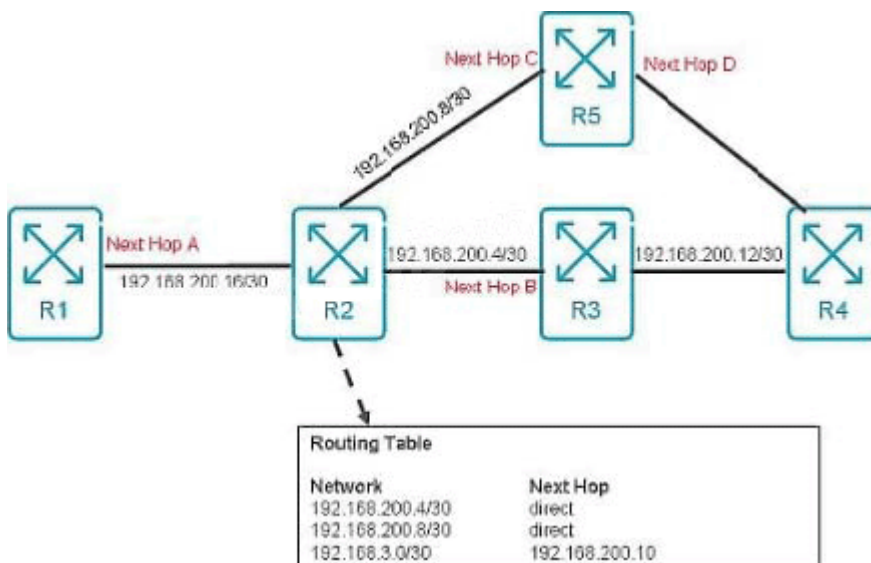 Next Hop C
Next Hop D
R5
192.168.200.8/30
Next Hop A
192.168.200.4/30
192.168.200.12/30
192.168.200.16/30
Next Hop B
R1
R2
R3
R4
Routing Table
Network Next Hop
192.168.200.4/30 direct
192.168.200.8/30 direct
192.168.3.0/30 192.168.200.10